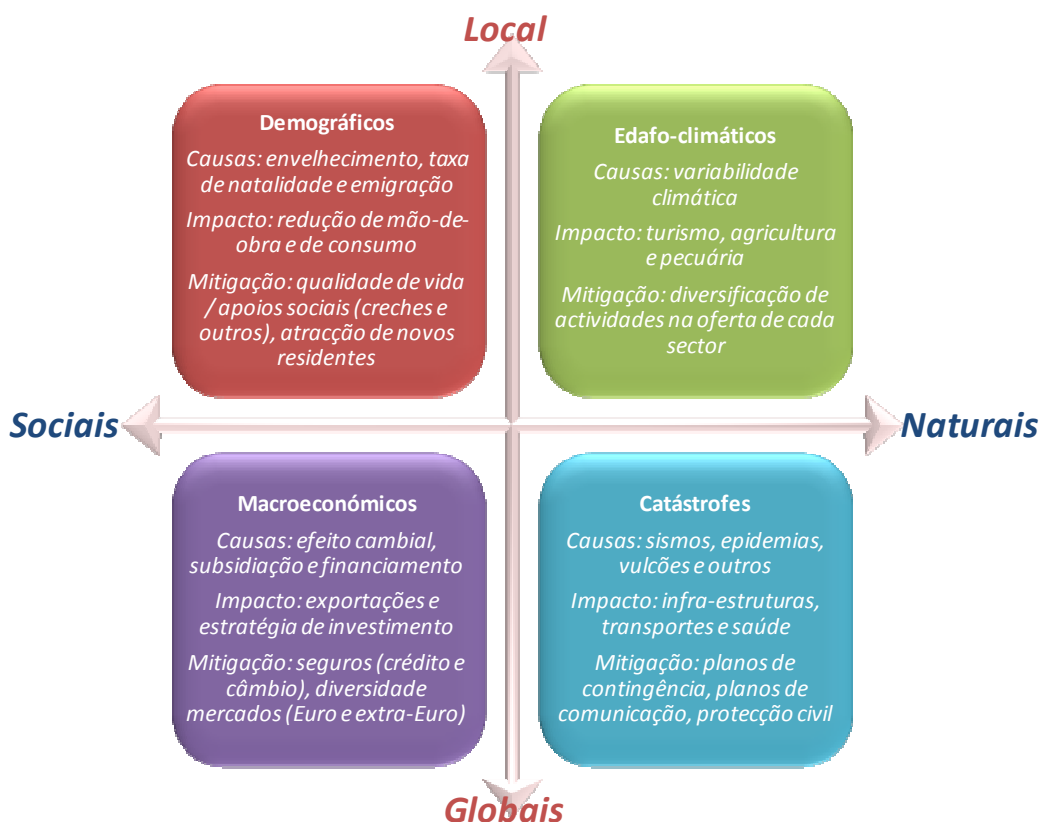 Local
Demográficos
Causas: envelhecimento, taxa
de natalidade e emigração
Impacto: redução de mão-de-
obra e de consumo
Mitigação: qualidade de vida
/ apoios sociais (creches e
outros), atracção de novos
residentes
Edafo-climáticos
Causas: variabilidade
climática
Impacto: turismo, agricultura
e pecuária
Mitigação: diversificação de
actividades na oferta de cada
sector
Sociais
Naturais
Macroeconómicos
Causas: efeito cambial,
subsidiação e financiamento
Impacto: exportações e
estratégia de investimento
Mitigação: seguros (crédito e
câmbio), diversidade
mercados (Euro e extra-Euro)
Catástrofes
Causas: sismos, epidemias,
vulcões e outros
Impacto: infra-estruturas,
transportes e saúde
Mitigação: planos de
contingência, planos de
comunicação, protecção civil
Globais